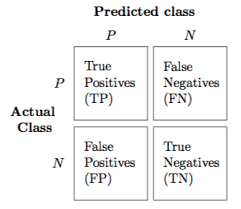 Predicted class
P N
P
True
Positives
(TP)
False
Negatives
(FN)
Actual
Class
N
False
Positives
(FP)
True
Negatives
(TN)